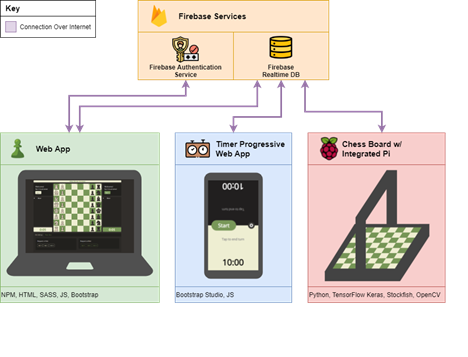 Key
Connection Over Internet
Firebase Services
Firebase Authentication
Service
Firebase
Realtime DB
Web App
Timer Progressive
Web App
Chess Board w/
Integrated Pi
00:01
Start
10:00
NPM, HTML, SASS, JS, Bootstrap
Bootstrap Studio, JS
Python, TensorFlow Keras, Stockfish, OpenCV